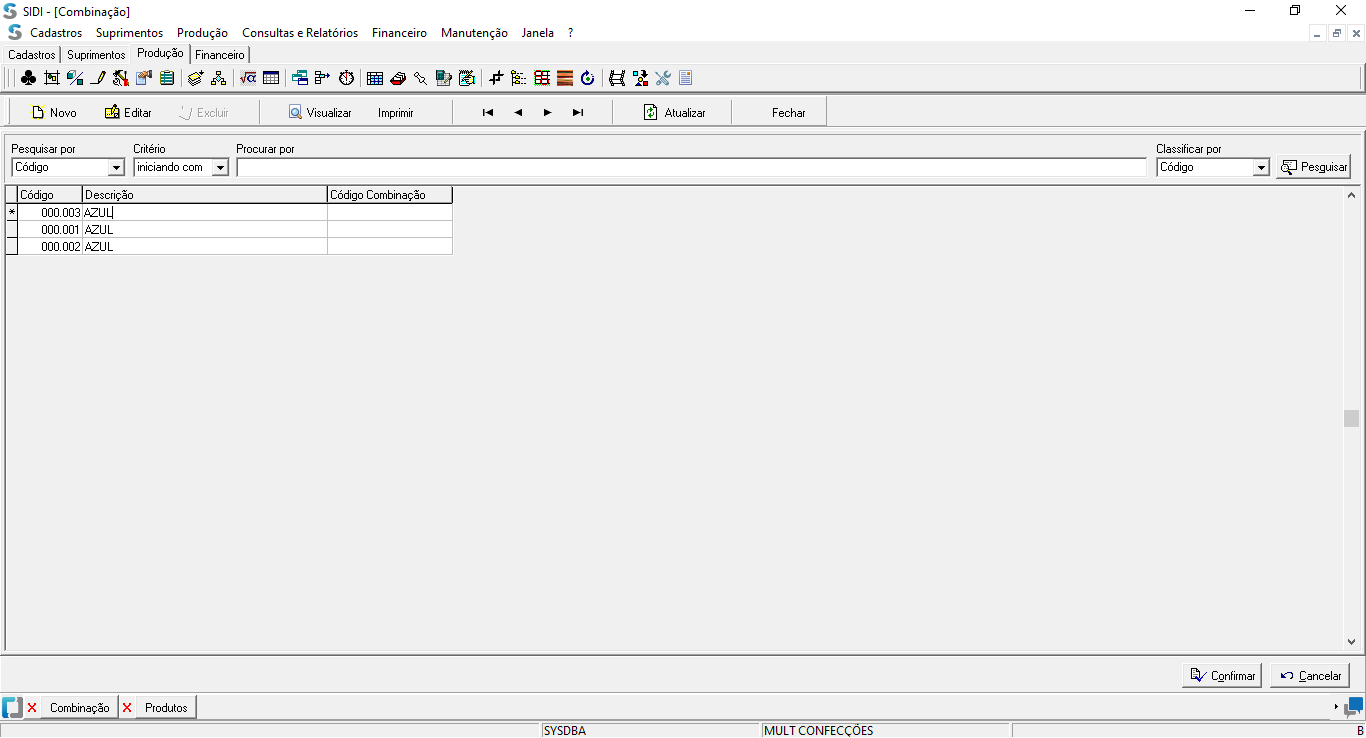 SIDI - [Combinação]
Cadastros Suprimentos Produção Consultas e Relatórios Financeiro Manutenção Janela ?
Cadastros Suprimentos Produção Financeiro
Novo Editar Excluir Visualizar Imprimir Atualizar Fechar
Pesquisar por Critério Procurar por Classificar por
Código iniciando com Código Pesquisar
Código Descrição Código Combinação
* 000.003 AZUL
000.001 AZUL
000.002 AZUL
Confirmar Cancelar
Combinação Produtos
SYSDBA MULT CONFECÇÕES B